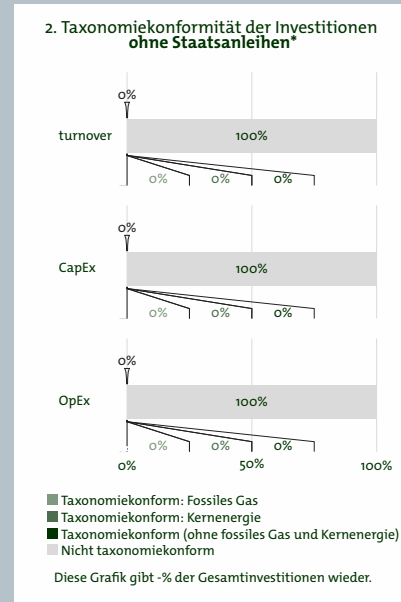 2. Taxonomiekonformität der Investitionen
ohne Staatsanleihen*
0%
turnover
100%
0% 0% 0%
0%
CapEx
100%
0% 0% 0%
0%
OpEx
100%
0% 0% 0%
0% 50% 100%
Taxonomiekonform: Fossiles Gas
Taxonomiekonform: Kernenergie
Taxonomiekonform (ohne fossiles Gas und Kernenergie)
Nicht taxonomiekonform
Diese Grafik gibt -% der Gesamtinvestitionen wieder.